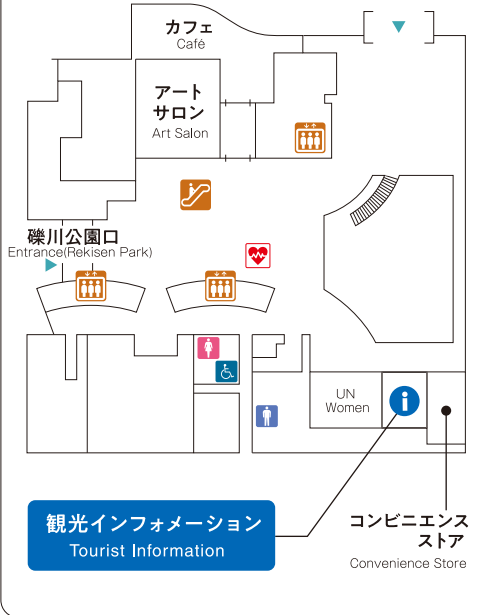 カフェ
Café
アート
サロン
Art Salon
礫川公園口
Entrance(Rekisen Park)
UN
Women
i
観光インフォメーション
Tourist Information
コンビニエンス
ストア
Convenience Store